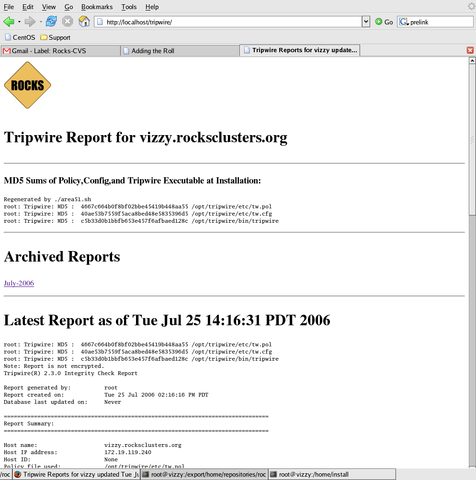 File Edit View Go Bookmarks Tools Help
http://localhost/tripwire/ Go prelink
CentOS Support
Gmail - Label: Rocks-CVS Adding the Roll Tripwire Reports for vizzy update...
ROCKS
Tripwire Report for vizzy.rocksclusters.org
MD5 Sums of Policy,Config,and Tripwire Executable at Installation:
Regenerated by ./area51.sh
root: Tripwire: MD5 : 4667c664b0f8bf02bbe45419b448aa55 /opt/tripwire/etc/tw.pol
root: Tripwire: MD5 : 40ae53b7559f5aca8bed48e5835396d5 /opt/tripwire/etc/tw.cfg
root: Tripwire: MD5 : c5b33d0b1bbfb653e457f6afbaed128c /opt/tripwire/bin/tripwire
Archived Reports
July-2006
Latest Report as of Tue Jul 25 14:16:31 PDT 2006
root: Tripwire: MD5 : 4667c664b0f8bf02bbe45419b448aa55 /opt/tripwire/etc/tw.pol
root: Tripwire: MD5 : 40ae53b7559f5aca8bed48e5835396d5 /opt/tripwire/etc/tw.cfg
root: Tripwire: MD5 : c5b33d0b1bbfb653e457f6afbaed128c /opt/tripwire/bin/tripwire
Note: Report is not encrypted.
Tripwire(R) 2.3.0 Integrity Check Report
Report generated by: root
Report created on: Tue 25 Jul 2006 02:16:16 PM PDT
Database last updated on: Never
===============================================================================
Report Summary:
===============================================================================
Host name: vizzy.rocksclusters.org
Host IP address: 172.19.119.240
Host ID: None
Policy file used: /opt/tripwire/etc/tw.pol
/roc Tripwire Reports for vizzy updated Tue Ju root@vizzy:/export/home/repositories/roc root@vizzy:/home/install